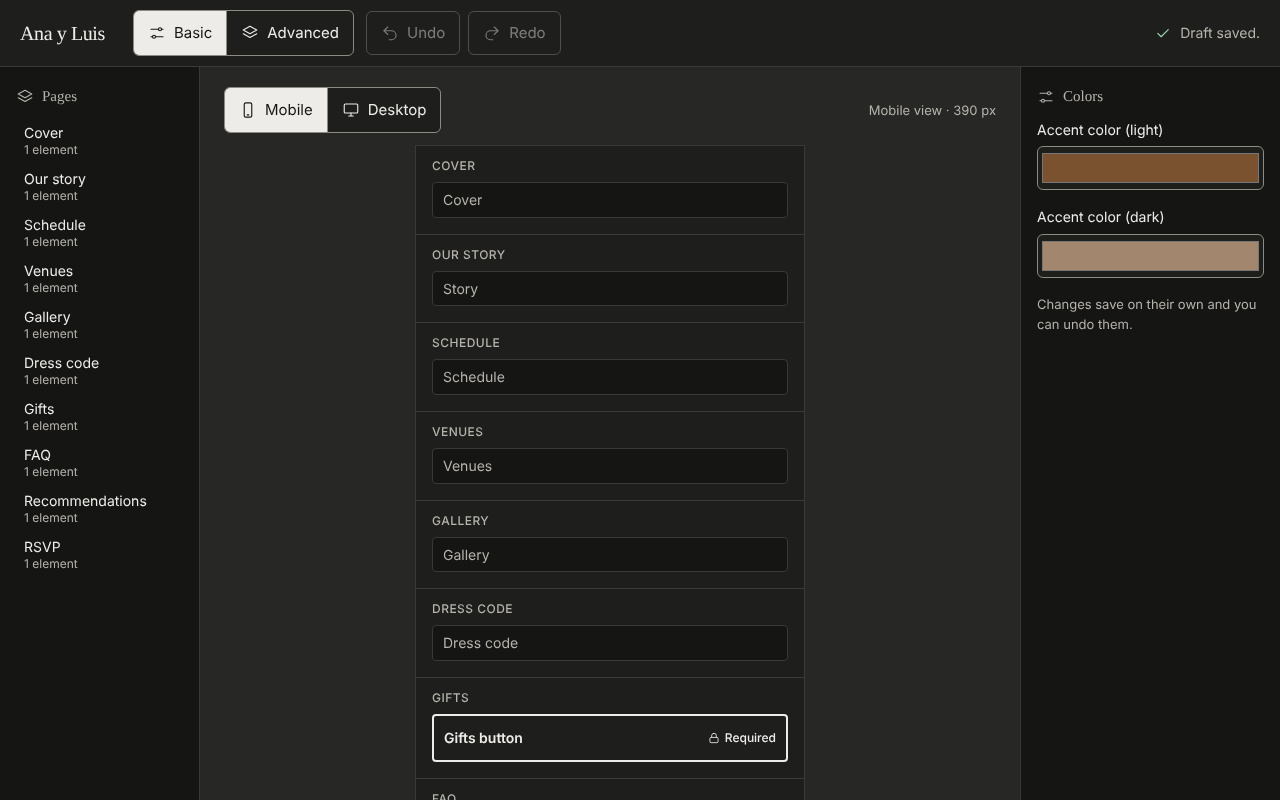 Ana y Luis
Basic
Advanced
Undo
Redo
Draft saved.
Pages
Cover
1 element
Our story
1 element
Schedule
1 element
Venues
1 element
Gallery
1 element
Dress code
1 element
Gifts
1 element
FAQ
1 element
Recommendations
1 element
RSVP
1 element
Mobile
Desktop
Mobile view · 390 px
COVER
Cover
OUR STORY
Story
SCHEDULE
Schedule
VENUES
Venues
GALLERY
Gallery
DRESS CODE
Dress code
GIFTS
Gifts button
Required
FAQ
Colors
Accent color (light)
Accent color (dark)
Changes save on their own and you
can undo them.